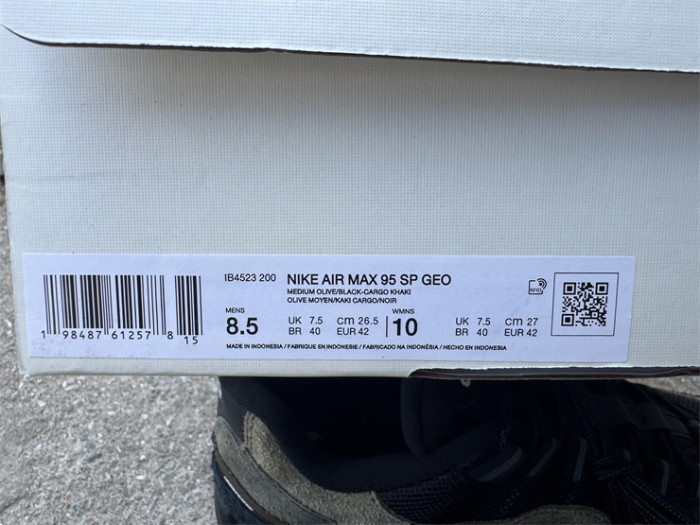 IB4523 200 NIKE AIR MAX 95 SP GEO
MEDIUM OLIVE/BLACK-CARGO KHAKI
OLIVE MOYEN/KAKI CARGO/NOIR
MENS
8.5
UK 7.5 cm 26.5
BR 40 EUR 42
WMNS
10
UK 7.5 cm 27
BR 40 EUR 42
MADE IN INDONESIA / FABRIQUE EN INDONESIE / FABRICADO NA INDONÉSIA / HECHO EN INDONESIA
1 98487 61257 8 15
RFID